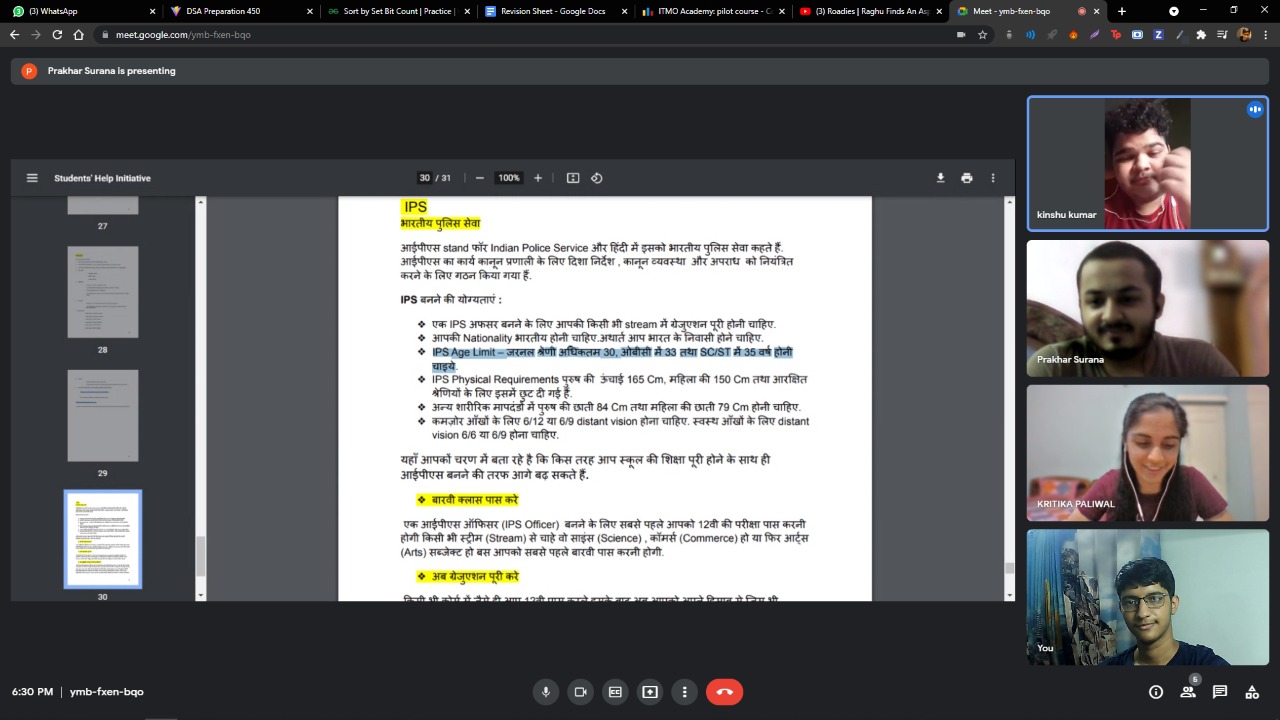 (3) WhatsApp
DSA Preparation 450
Sort by Set Bit Count | Practice |
Revision Sheet - Google Docs
ITMO Academy: pilot course - C
(3) Roadies | Raghu Finds An As
Meet - ymb-fxen-bqo
meet.google.com/ymb-fxen-bqo
P
Prakhar Surana is presenting
Students' Help Initiative
30 / 31
100%
27
28
29
30
IPS
भारतीय पुलिस सेवा
आईपीएस stand फॉर Indian Police Service और हिंदी में इसको भारतीय पुलिस सेवा कहते हैं.
आईपीएस का कार्य कानून प्रणाली के लिए दिशा निर्देश , कानून व्यवस्था और अपराध को नियंत्रित
करने के लिए गठन किया गया हैं.
IPS बनने की योग्यताएं :
❖ एक IPS अफसर बनने के लिए आपकी किसी भी stream में ग्रेजुएशन पूरी होनी चाहिए.
❖ आपकी Nationality भारतीय होनी चाहिए.अथार्त आप भारत के निवासी होने चाहिए.
❖ IPS Age Limit – जरनल श्रेणी अधिकतम 30, ओबीसी में 33 तथा SC/ST में 35 वर्ष होनी
चाइये.
❖ IPS Physical Requirements पुरुष की ऊंचाई 165 Cm, महिला की 150 Cm तथा आरक्षित
श्रेणियों के लिए इसमें छुट दी गई हैं.
❖ अन्य शारीरिक मापदंडों में पुरुष की छाती 84 Cm तथा महिला की छाती 79 Cm होनी चाहिए.
❖ कमज़ोर आँखों के लिए 6/12 या 6/9 distant vision होना चाहिए. स्वस्थ आँखों के लिए distant
vision 6/6 या 6/9 होना चाहिए.
यहाँ आपको चरण में बता रहे है कि किस तरह आप स्कूल की शिक्षा पूरी होने के साथ ही
आईपीएस बनने की तरफ आगे बढ़ सकते हैं.
❖ बारवी क्लास पास करे
एक आईपीएस ऑफिसर (IPS Officer) बनने के लिए सबसे पहले आपको 12वी की परीक्षा पास करनी
होगी किसी भी स्ट्रीम (Stream) से चाहे वो साइंस (Science) , कॉमर्स (Commerce) हो या फिर आर्ट्स
(Arts) सब्जेक्ट हो बस आपको सबसे पहले बारवी पास करनी होगी.
❖ अब ग्रेजुएशन पूरी करे
kinshu kumar
Prakhar Surana
KRITIKA PALIWAL
You
6:30 PM | ymb-fxen-bqo
5